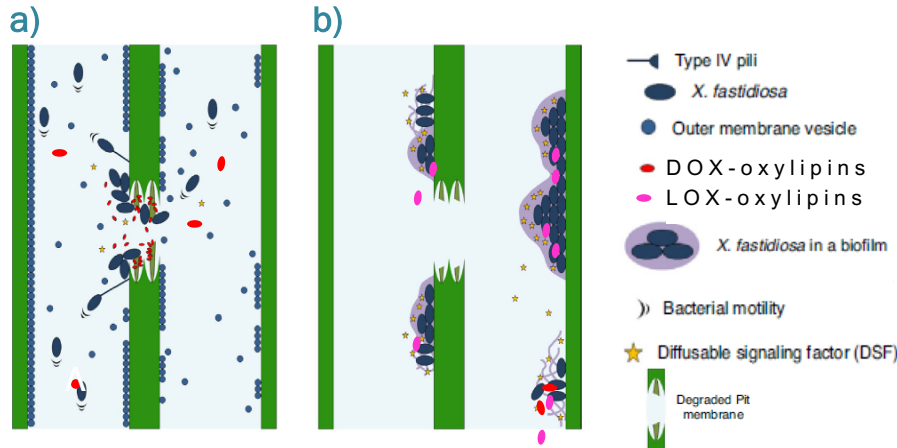 a)
b)
Type IV pili
X. fastidiosa
Outer membrane vesicle
DOX-oxylipins
LOX-oxylipins
X. fastidiosa in a biofilm
Bacterial motility
Diffusable signaling factor (DSF)
Degraded Pit
membrane
A